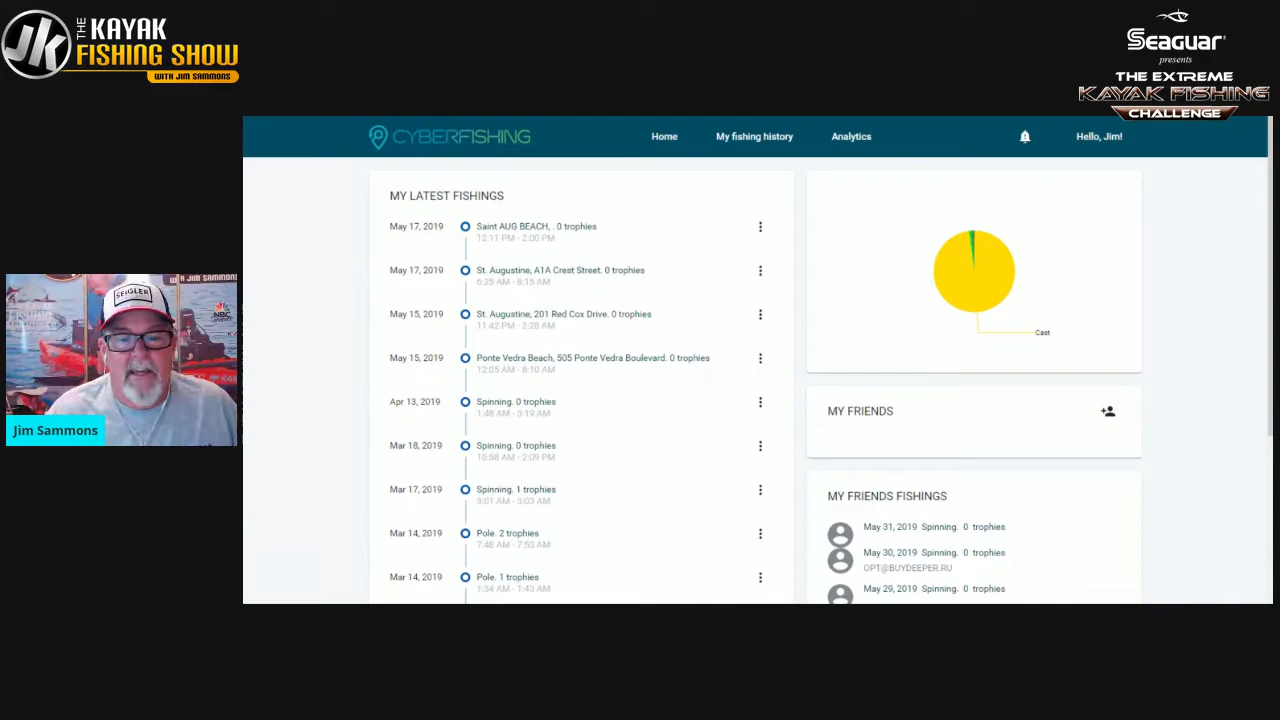 THE KAYAK
FISHING SHOW
WITH JIM SAMMONS
JK
Seaguar
presents
THE EXTREME
KAYAK FISHING
CHALLENGE
CYBERFISHING
Home
My fishing history
Analytics
Hello, Jim!
MY LATEST FISHINGS
May 17, 2019 Saint AUG BEACH, . 0 trophies
12:11 PM - 2:00 PM
May 17, 2019 St. Augustine, A1A Crest Street. 0 trophies
6:25 AM - 8:15 AM
May 15, 2019 St. Augustine, 201 Red Cox Drive. 0 trophies
11:42 PM - 2:28 AM
May 15, 2019 Ponte Vedra Beach, 505 Ponte Vedra Boulevard. 0 trophies
12:05 AM - 8:10 AM
Apr 13, 2019 Spinning. 0 trophies
1:48 AM - 3:19 AM
Mar 18, 2019 Spinning. 0 trophies
10:58 AM - 2:09 PM
Mar 17, 2019 Spinning. 1 trophies
3:01 AM - 3:03 AM
Mar 14, 2019 Pole. 2 trophies
7:48 AM - 7:53 AM
Mar 14, 2019 Pole. 1 trophies
1:34 AM - 1:43 AM
Cast
MY FRIENDS
MY FRIENDS FISHINGS
May 31, 2019 Spinning. 0 trophies
May 30, 2019 Spinning. 0 trophies
OPT@BUYDEEPER.RU
May 29, 2019 Spinning. 0 trophies
SEIGLER
NBC
Jim Sammons